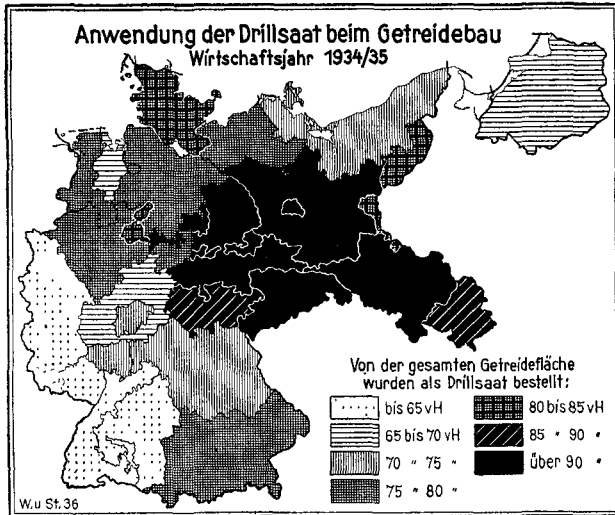 Anwendung der Drillsaat beim Getreidebau
Wirtschaftsjahr 1934/35
Von der gesamten Getreidefläche
wurden als Drillsaat bestellt:
bis 65 vH
65 bis 70 vH
70 " 75 "
75 " 80 "
80 bis 85 vH
85 " 90 "
über 90 "
W. u St. 36